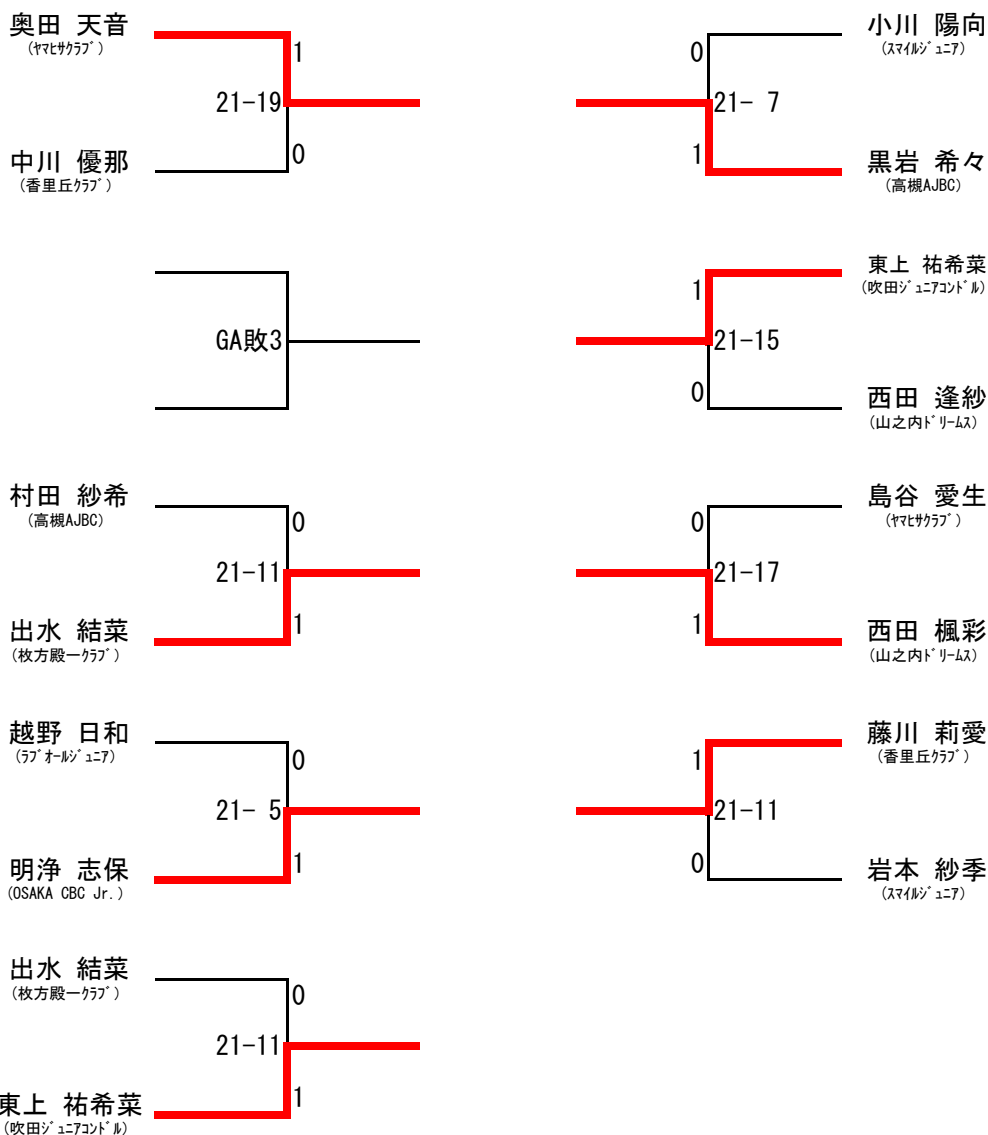 奥田 天音
(ﾔﾏﾋｻｸﾗﾌﾞ)
1
21-19
0
中川 優那
(香里丘ｸﾗﾌﾞ)
小川 陽向
(ｽﾏｲﾙｼﾞｭﾆｱ)
0
21- 7
1
黒岩 希々
(高槻AJBC)
GA敗3
東上 祐希菜
(吹田ｼﾞｭﾆｱｺﾝﾄﾞﾙ)
1
21-15
0
西田 逢紗
(山之内ﾄﾞﾘｰﾑｽ)
村田 紗希
(高槻AJBC)
0
21-11
1
出水 結菜
(枚方殿一ｸﾗﾌﾞ)
島谷 愛生
(ﾔﾏﾋｻｸﾗﾌﾞ)
0
21-17
1
西田 楓彩
(山之内ﾄﾞﾘｰﾑｽ)
越野 日和
(ﾗﾌﾞｵｰﾙｼﾞｭﾆｱ)
0
21- 5
1
明浄 志保
(OSAKA CBC Jr.)
藤川 莉愛
(香里丘ｸﾗﾌﾞ)
1
21-11
0
岩本 紗季
(ｽﾏｲﾙｼﾞｭﾆｱ)
出水 結菜
(枚方殿一ｸﾗﾌﾞ)
0
21-11
1
東上 祐希菜
(吹田ｼﾞｭﾆｱｺﾝﾄﾞﾙ)